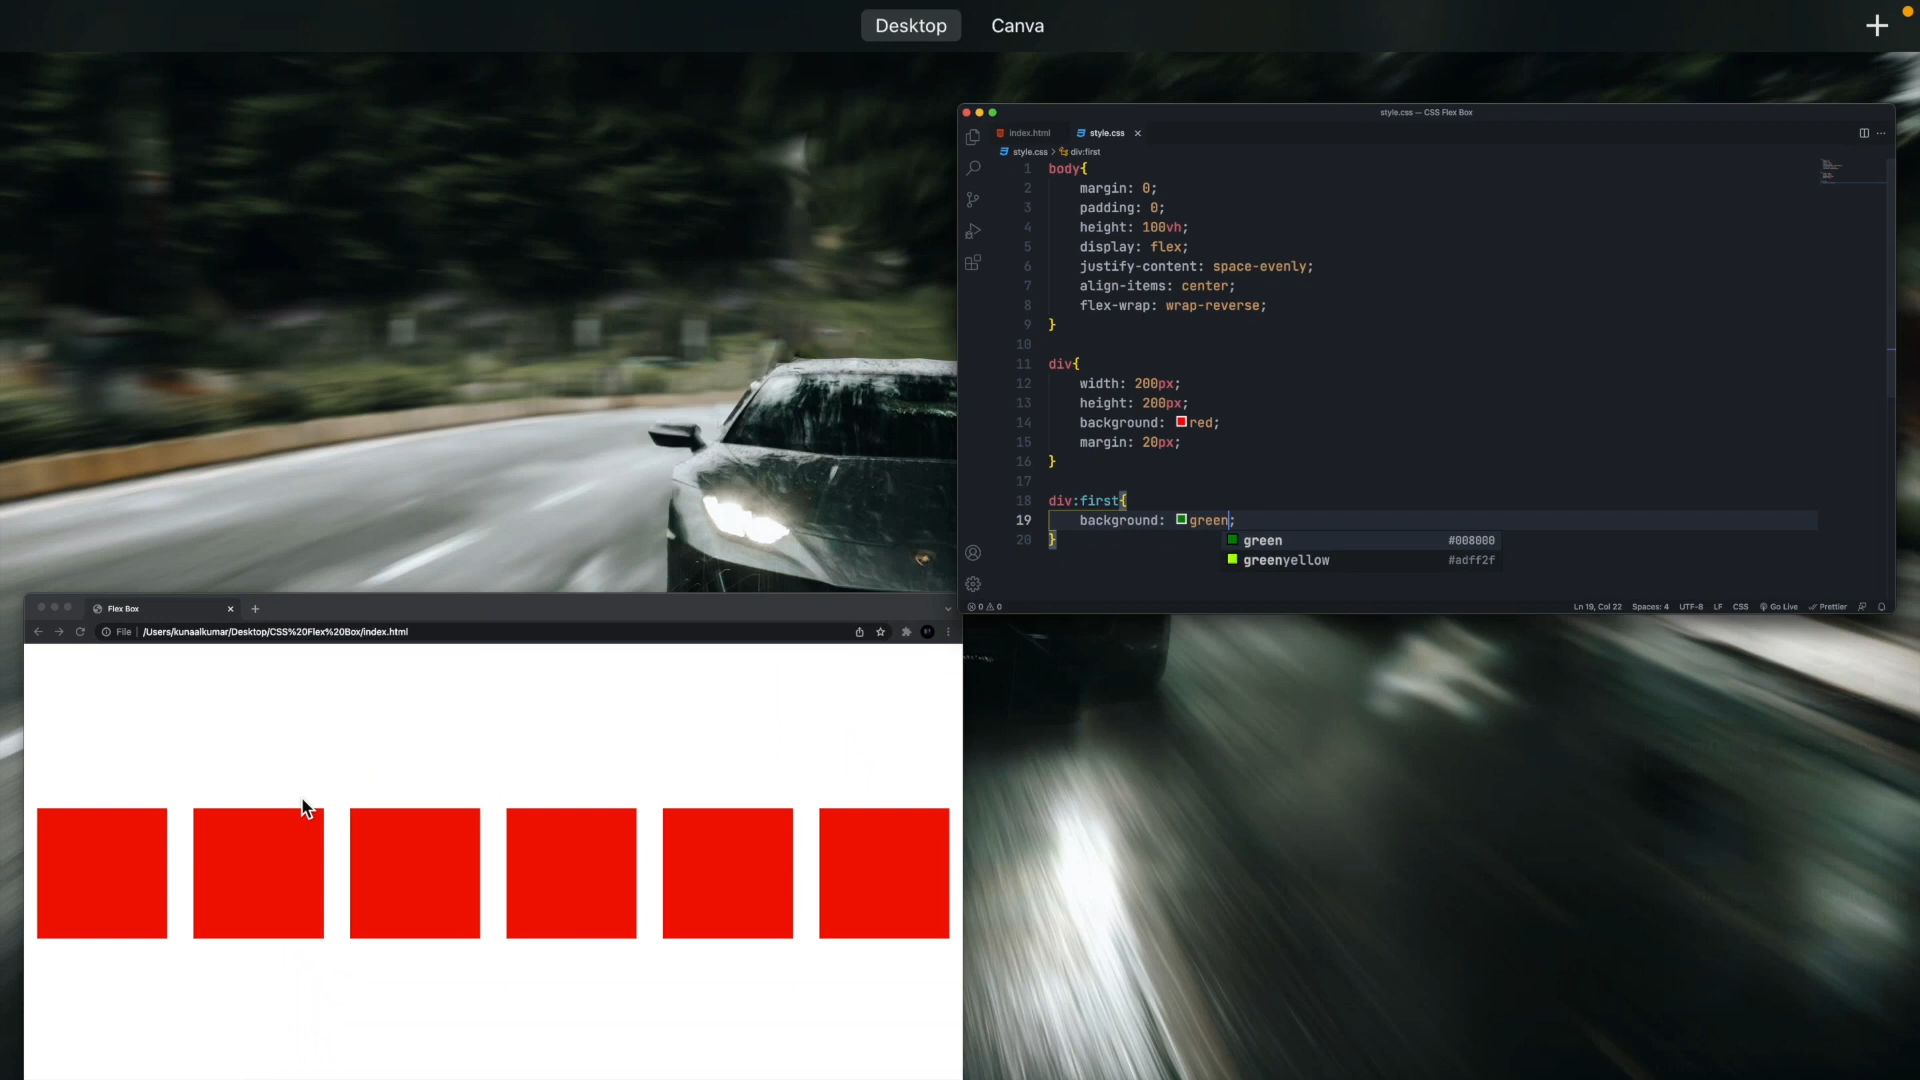 Desktop Canva
style.css — CSS Flex Box
index.html style.css
style.css > div:first
1 body{
2 margin: 0;
3 padding: 0;
4 height: 100vh;
5 display: flex;
6 justify-content: space-evenly;
7 align-items: center;
8 flex-wrap: wrap-reverse;
9 }
10
11 div{
12 width: 200px;
13 height: 200px;
14 background: red;
15 margin: 20px;
16 }
17
18 div:first{
19 background: green;
20 }
green #008000
greenyellow #adff2f
0 0 Ln 19, Col 22 Spaces: 4 UTF-8 LF CSS Go Live Prettier
Flex Box
File /Users/kunaalkumar/Desktop/CSS%20Flex%20Box/index.html